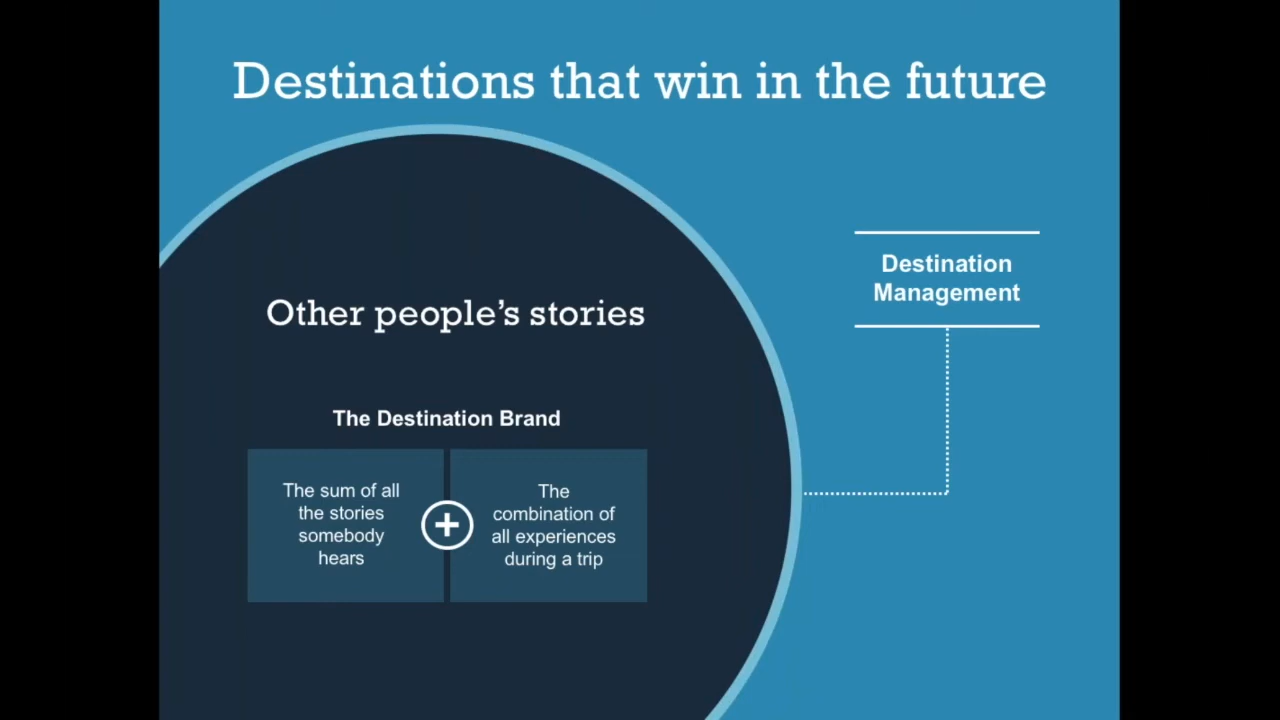 Destinations that win in the future
Destination
Management
Other people's stories
The Destination Brand
The sum of all
the stories
somebody
hears
+
The
combination of
all experiences
during a trip